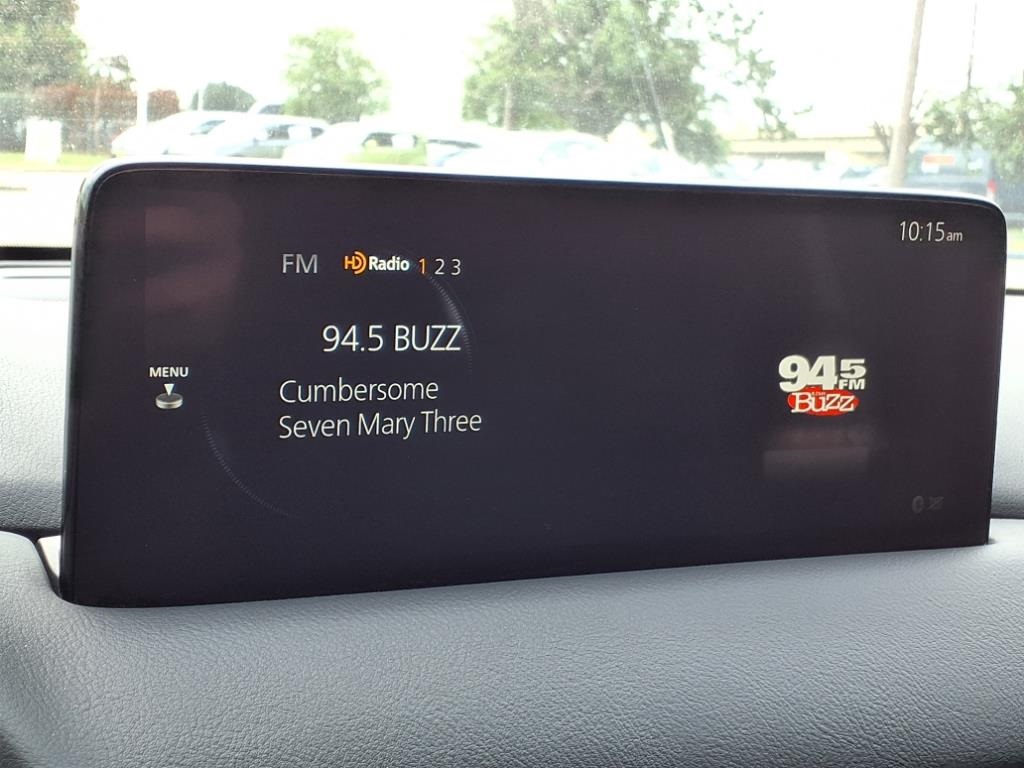 10:15am
FM HD Radio 1 2 3
94.5 BUZZ
MENU
Cumbersome
Seven Mary Three
94.5
FM
BUZZ